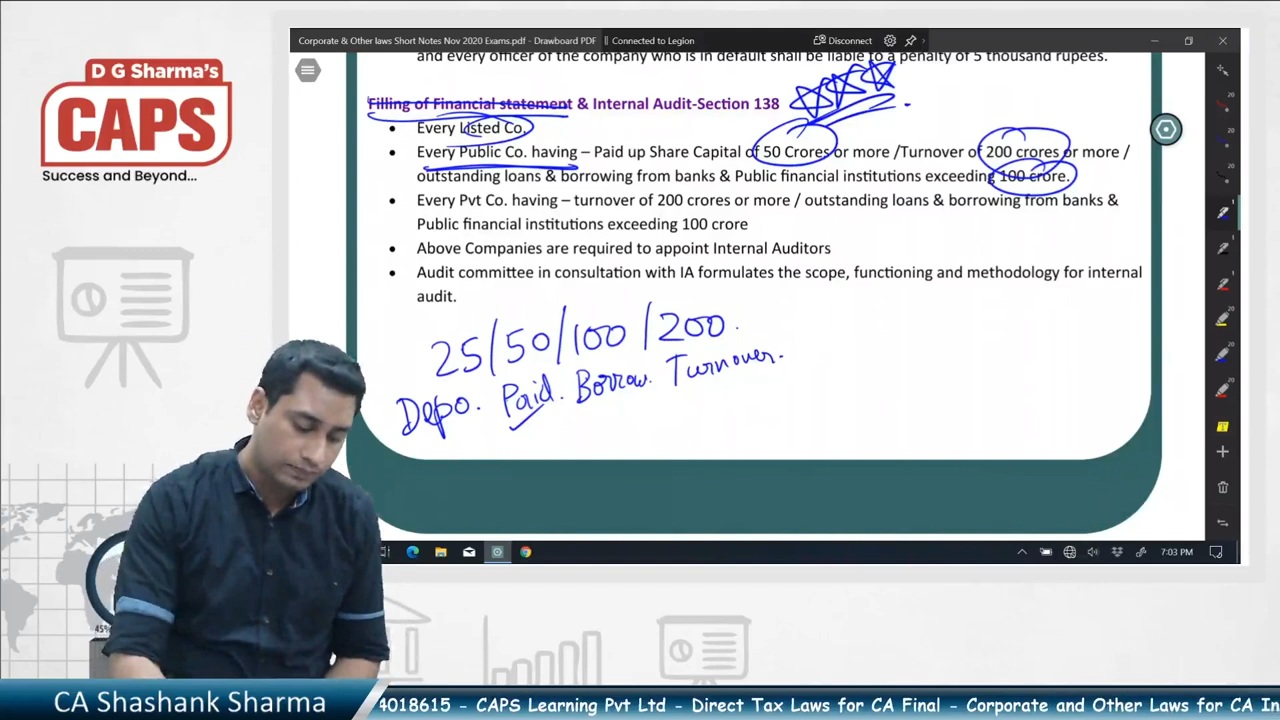 D G Sharma's
CAPS
Success and Beyond...
Corporate & Other laws Short Notes Nov 2020 Exams.pdf - Drawboard PDF
Connected to Legion
Disconnect
and every officer of the company who is in default shall be liable to a penalty of 5 thousand rupees.
Filling of Financial statement & Internal Audit-Section 138
• Every Listed Co.
• Every Public Co. having – Paid up Share Capital of 50 Crores or more /Turnover of 200 crores or more /
outstanding loans & borrowing from banks & Public financial institutions exceeding 100 crore.
• Every Pvt Co. having – turnover of 200 crores or more / outstanding loans & borrowing from banks &
Public financial institutions exceeding 100 crore
• Above Companies are required to appoint Internal Auditors
• Audit committee in consultation with IA formulates the scope, functioning and methodology for internal
audit.
25/50/100/200.
Depo. Paid. Borrow. Turnover.
7:03 PM
45%
CA Shashank Sharma
4018615 - CAPS Learning Pvt Ltd - Direct Tax Laws for CA Final - Corporate and Other Laws for CA In